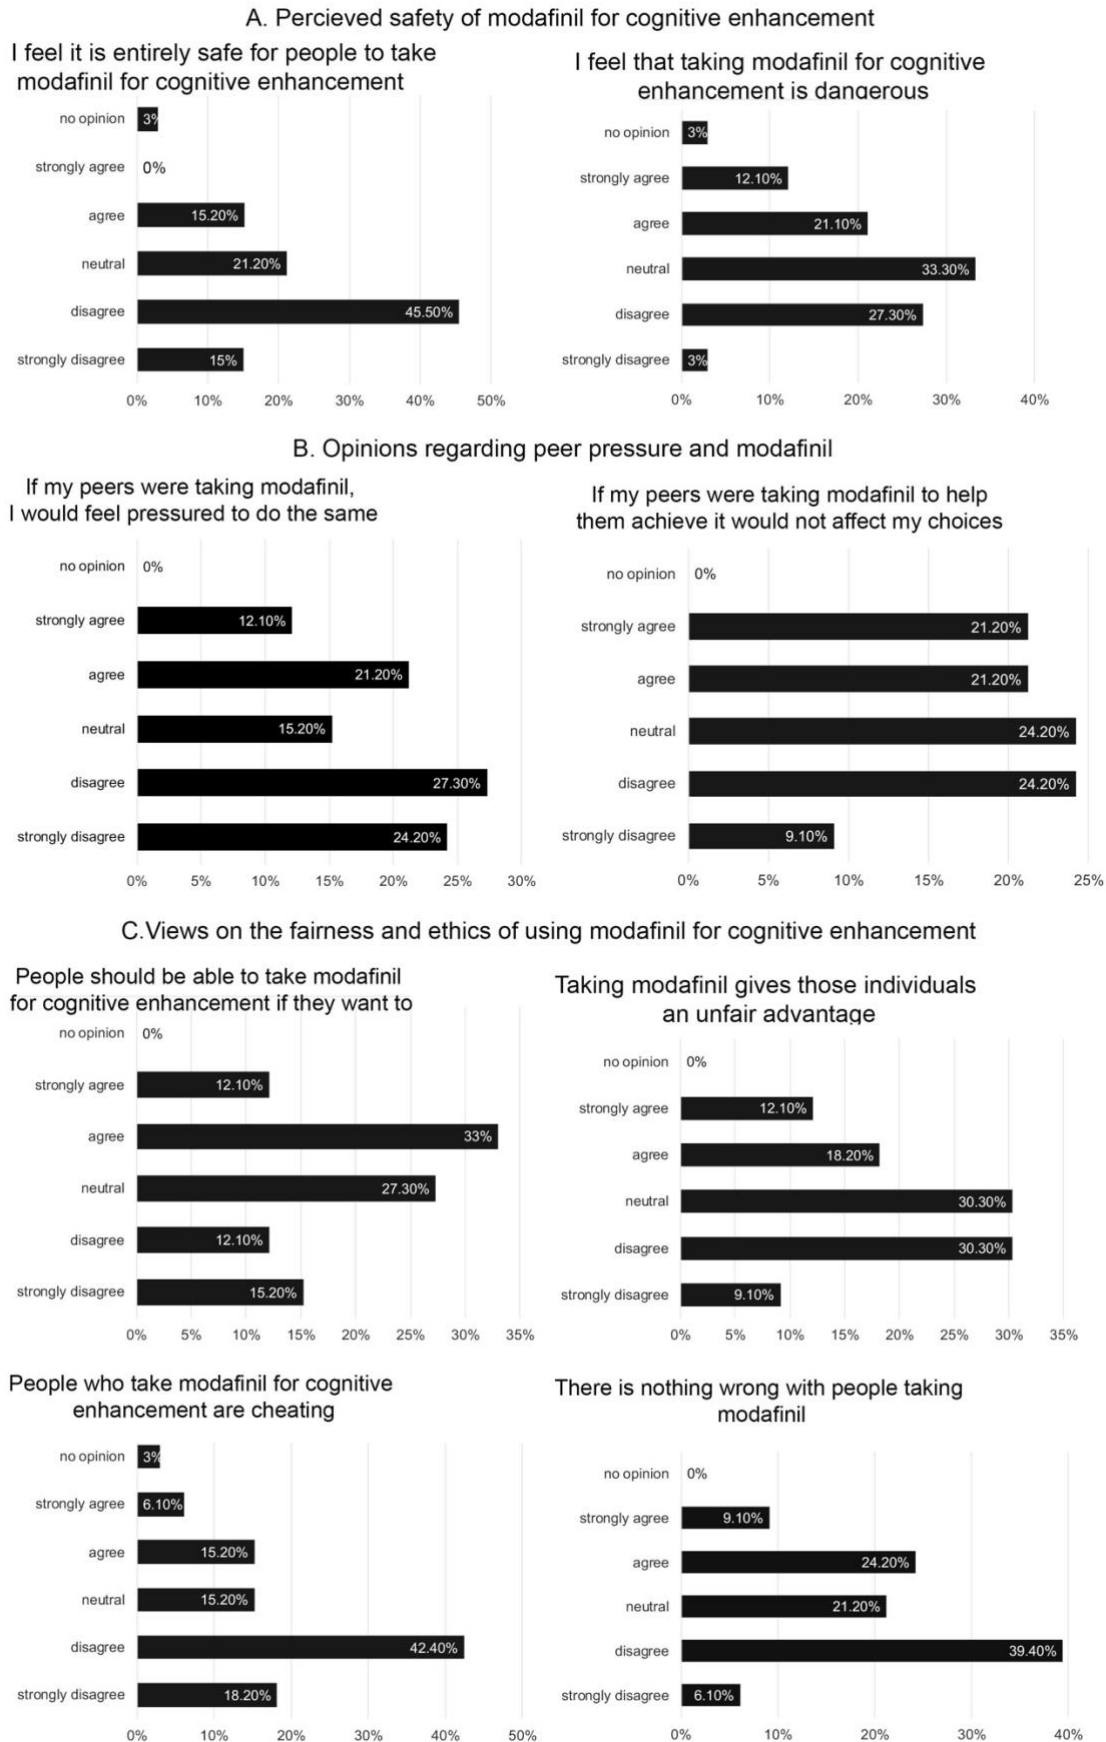 A. Percieved safety of modafinil for cognitive enhancement
I feel it is entirely safe for people to take
modafinil for cognitive enhancement
no opinion 3%
strongly agree 0%
agree 15.20%
neutral 21.20%
disagree 45.50%
strongly disagree 15%
0% 10% 20% 30% 40% 50%
I feel that taking modafinil for cognitive
enhancement is dangerous
no opinion 3%
strongly agree 12.10%
agree 21.10%
neutral 33.30%
disagree 27.30%
strongly disagree 3%
0% 10% 20% 30% 40%
B. Opinions regarding peer pressure and modafinil
If my peers were taking modafinil,
I would feel pressured to do the same
no opinion 0%
strongly agree 12.10%
agree 21.20%
neutral 15.20%
disagree 27.30%
strongly disagree 24.20%
0% 5% 10% 15% 20% 25% 30%
If my peers were taking modafinil to help
them achieve it would not affect my choices
no opinion 0%
strongly agree 21.20%
agree 21.20%
neutral 24.20%
disagree 24.20%
strongly disagree 9.10%
0% 5% 10% 15% 20% 25%
C.Views on the fairness and ethics of using modafinil for cognitive enhancement
People should be able to take modafinil
for cognitive enhancement if they want to
no opinion 0%
strongly agree 12.10%
agree 33%
neutral 27.30%
disagree 12.10%
strongly disagree 15.20%
0% 5% 10% 15% 20% 25% 30% 35%
Taking modafinil gives those individuals
an unfair advantage
no opinion 0%
strongly agree 12.10%
agree 18.20%
neutral 30.30%
disagree 30.30%
strongly disagree 9.10%
0% 5% 10% 15% 20% 25% 30% 35%
People who take modafinil for cognitive
enhancement are cheating
no opinion 3%
strongly agree 6.10%
agree 15.20%
neutral 15.20%
disagree 42.40%
strongly disagree 18.20%
0% 10% 20% 30% 40% 50%
There is nothing wrong with people taking
modafinil
no opinion 0%
strongly agree 9.10%
agree 24.20%
neutral 21.20%
disagree 39.40%
strongly disagree 6.10%
0% 10% 20% 30% 40%